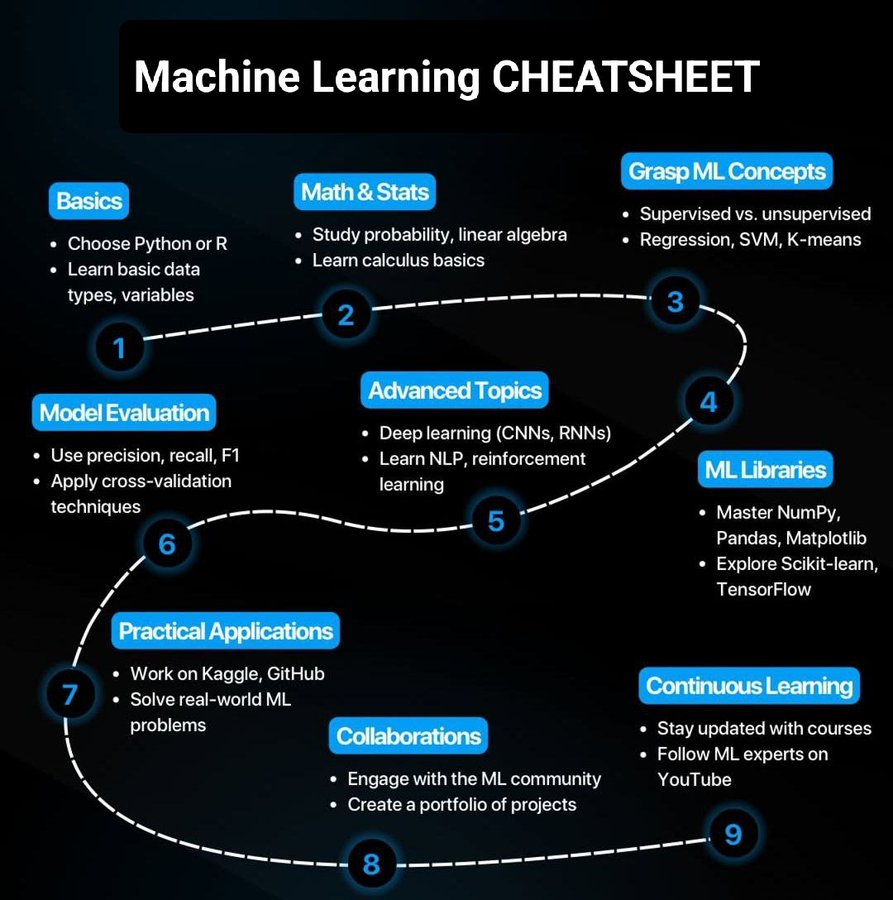 Machine Learning CHEATSHEET
Basics
• Choose Python or R
• Learn basic data
types, variables
1
Math & Stats
• Study probability, linear algebra
• Learn calculus basics
2
Grasp ML Concepts
• Supervised vs. unsupervised
• Regression, SVM, K-means
3
4
ML Libraries
• Master NumPy,
Pandas, Matplotlib
• Explore Scikit-learn,
TensorFlow
Advanced Topics
• Deep learning (CNNs, RNNs)
• Learn NLP, reinforcement
learning
5
Model Evaluation
• Use precision, recall, F1
• Apply cross-validation
techniques
6
Practical Applications
• Work on Kaggle, GitHub
• Solve real-world ML
problems
7
Collaborations
• Engage with the ML community
• Create a portfolio of projects
8
Continuous Learning
• Stay updated with courses
• Follow ML experts on
YouTube
9